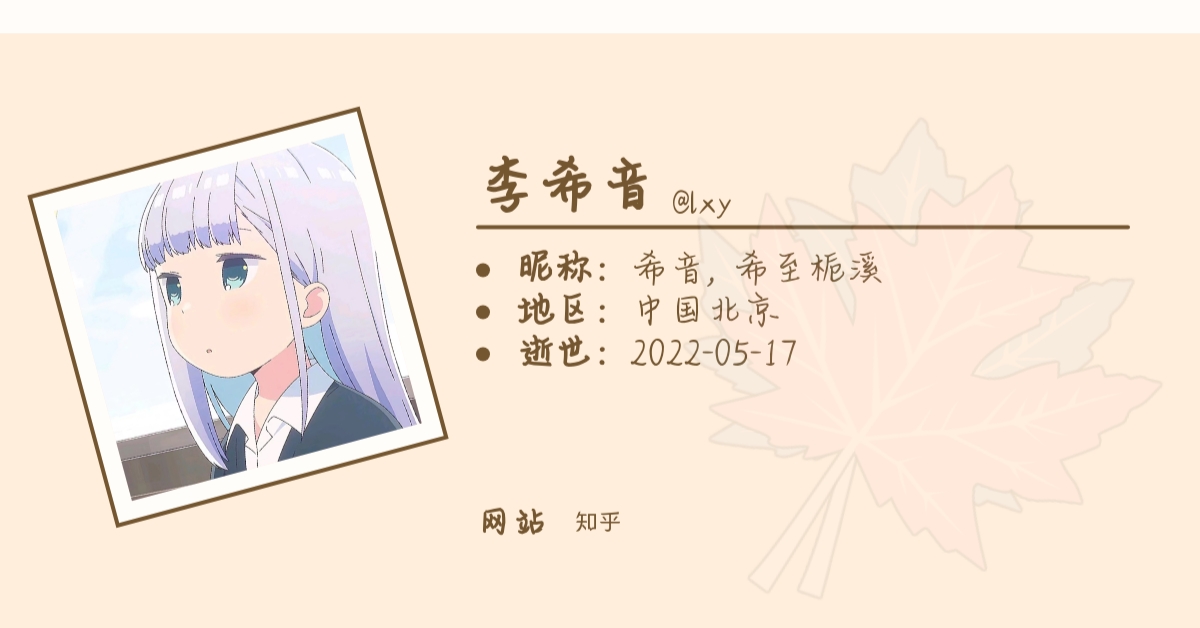 李希音 @lxy
昵称：希音，希至栀溪
地区：中国北京
逝世：2022-05-17
网站 知乎